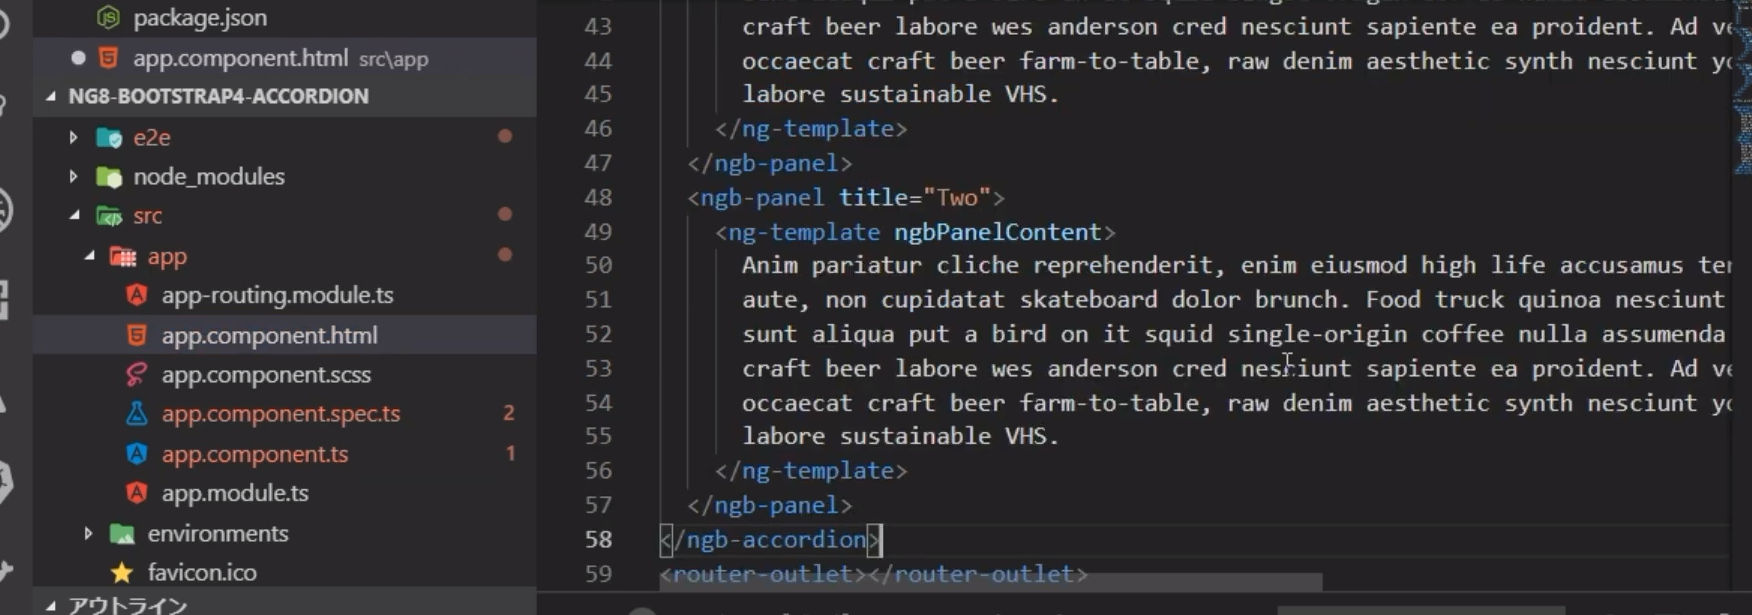 package.json
app.component.html src\app
NG8-BOOTSTRAP4-ACCORDION
e2e
node_modules
src
app
app-routing.module.ts
app.component.html
app.component.scss
app.component.spec.ts 2
app.component.ts 1
app.module.ts
environments
favicon.ico
アウトライン
43 craft beer labore wes anderson cred nesciunt sapiente ea proident. Ad ve
44 occaecat craft beer farm-to-table, raw denim aesthetic synth nesciunt yo
45 labore sustainable VHS.
46 </ng-template>
47 </ngb-panel>
48 <ngb-panel title="Two">
49 <ng-template ngbPanelContent>
50 Anim pariatur cliche reprehenderit, enim eiusmod high life accusamus ter
51 aute, non cupidatat skateboard dolor brunch. Food truck quinoa nesciunt
52 sunt aliqua put a bird on it squid single-origin coffee nulla assumenda
53 craft beer labore wes anderson cred nesciunt sapiente ea proident. Ad ve
54 occaecat craft beer farm-to-table, raw denim aesthetic synth nesciunt yo
55 labore sustainable VHS.
56 </ng-template>
57 </ngb-panel>
58 </ngb-accordion>
59 <router-outlet></router-outlet>